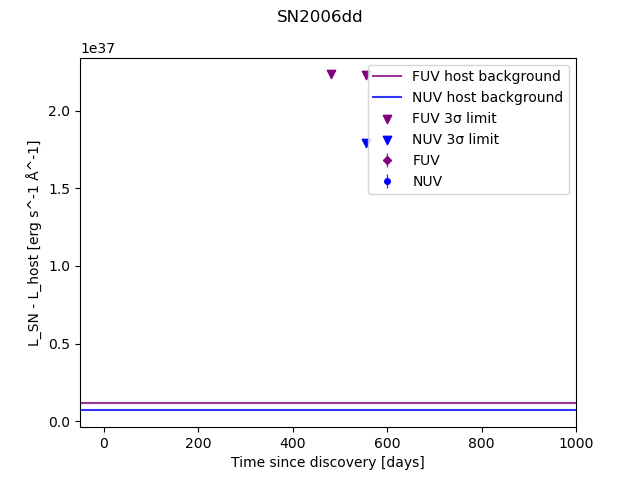 SN2006dd
1e37
FUV host background
NUV host background
FUV 3σ limit
NUV 3σ limit
FUV
NUV
L_SN - L_host [erg s^-1 Å^-1]
2.0
1.5
1.0
0.5
0.0
0 200 400 600 800 1000
Time since discovery [days]